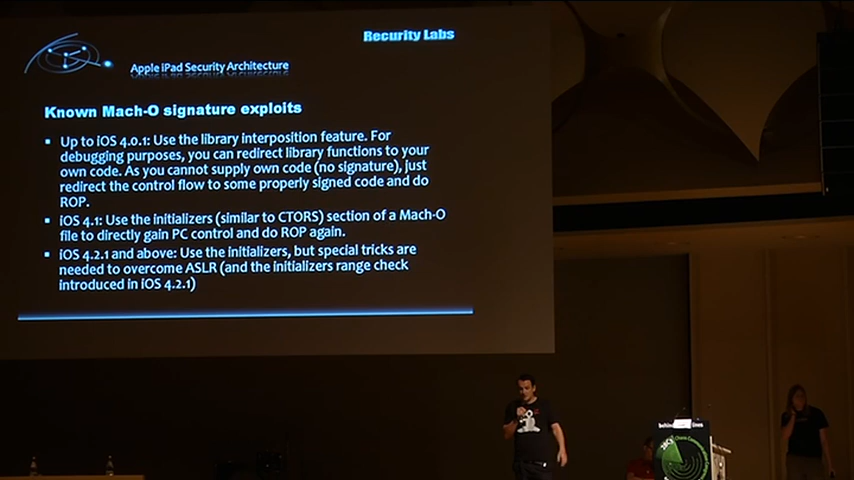 Recurity Labs
Apple iPad Security Architecture
Known Mach-O signature exploits
▪ Up to iOS 4.0.1: Use the library interposition feature. For
debugging purposes, you can redirect library functions to your
own code. As you cannot supply own code (no signature), just
redirect the control flow to some properly signed code and do
ROP.
▪ iOS 4.1: Use the initializers (similar to CTORS) section of a Mach-O
file to directly gain PC control and do ROP again.
▪ iOS 4.2.1 and above: Use the initializers, but special tricks are
needed to overcome ASLR (and the initializers range check
introduced in iOS 4.2.1)
lines